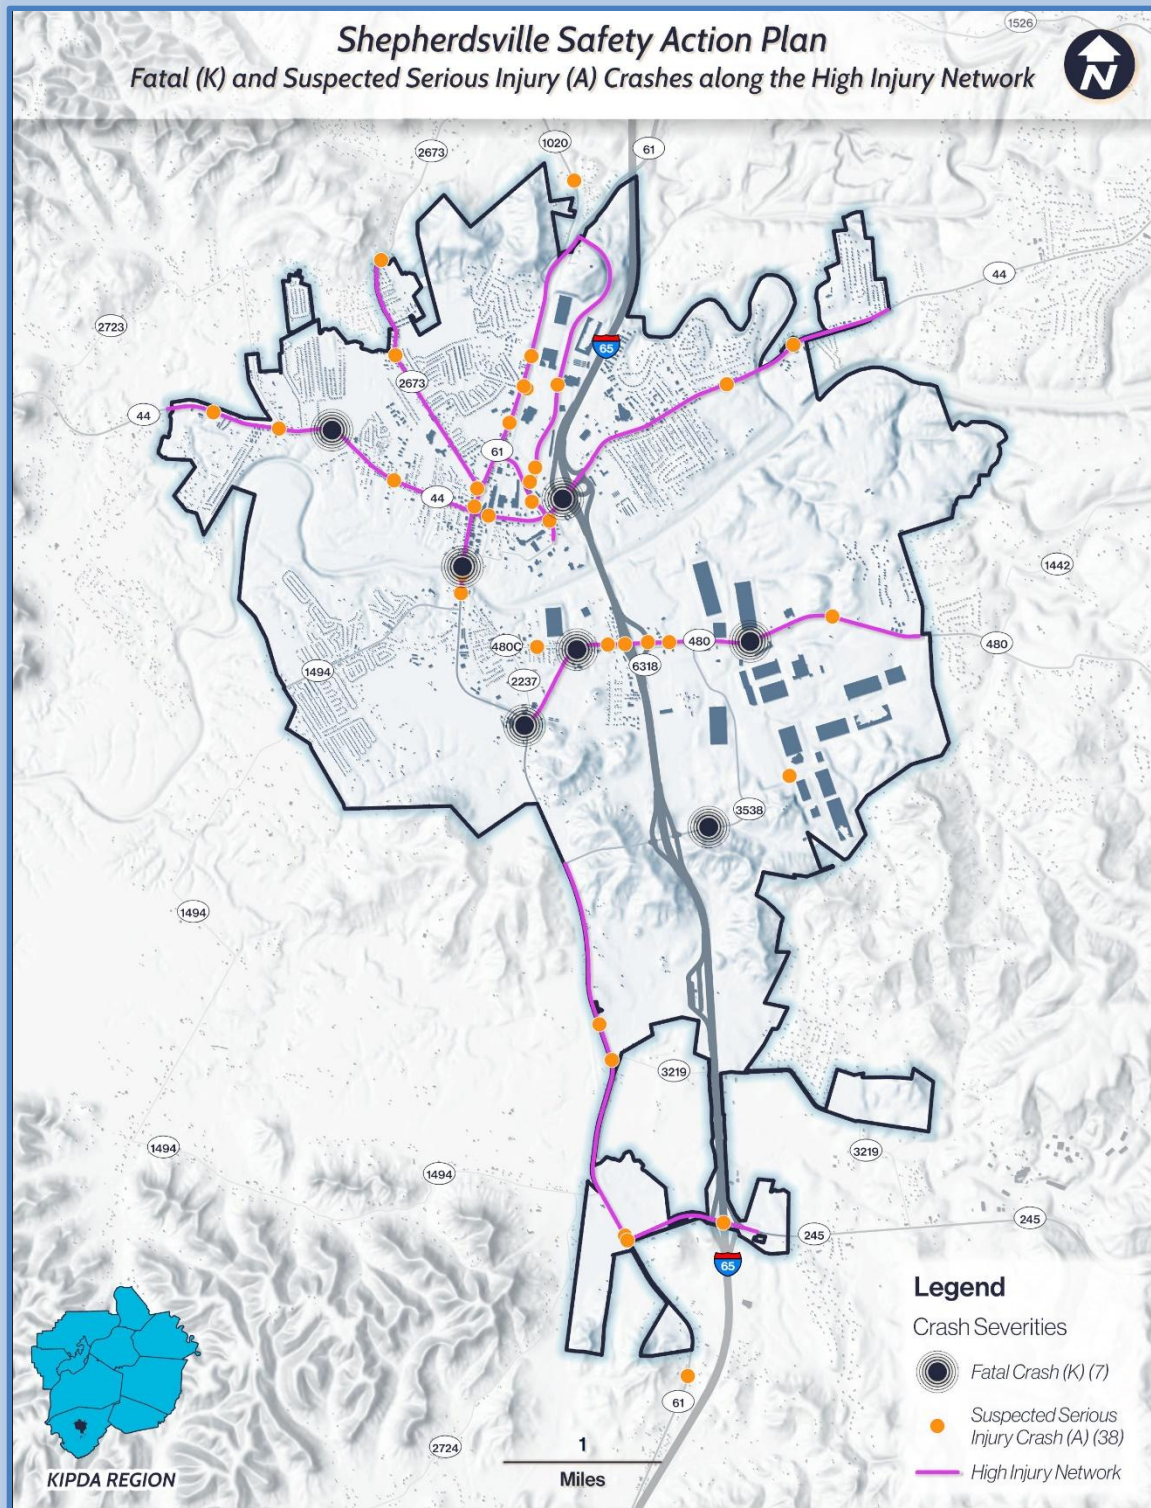 Shepherdsville Safety Action Plan
Fatal (K) and Suspected Serious Injury (A) Crashes along the High Injury Network
N
1526
1020
61
2673
44
2723
65
2673
44
61
44
1442
480
480C
480
6318
2237
1494
3538
1494
3219
1494
1494
3219
245
245
65
61
2724
KIPDA REGION
1
Miles
Legend
Crash Severities
Fatal Crash (K) (7)
Suspected Serious
Injury Crash (A) (38)
High Injury Network